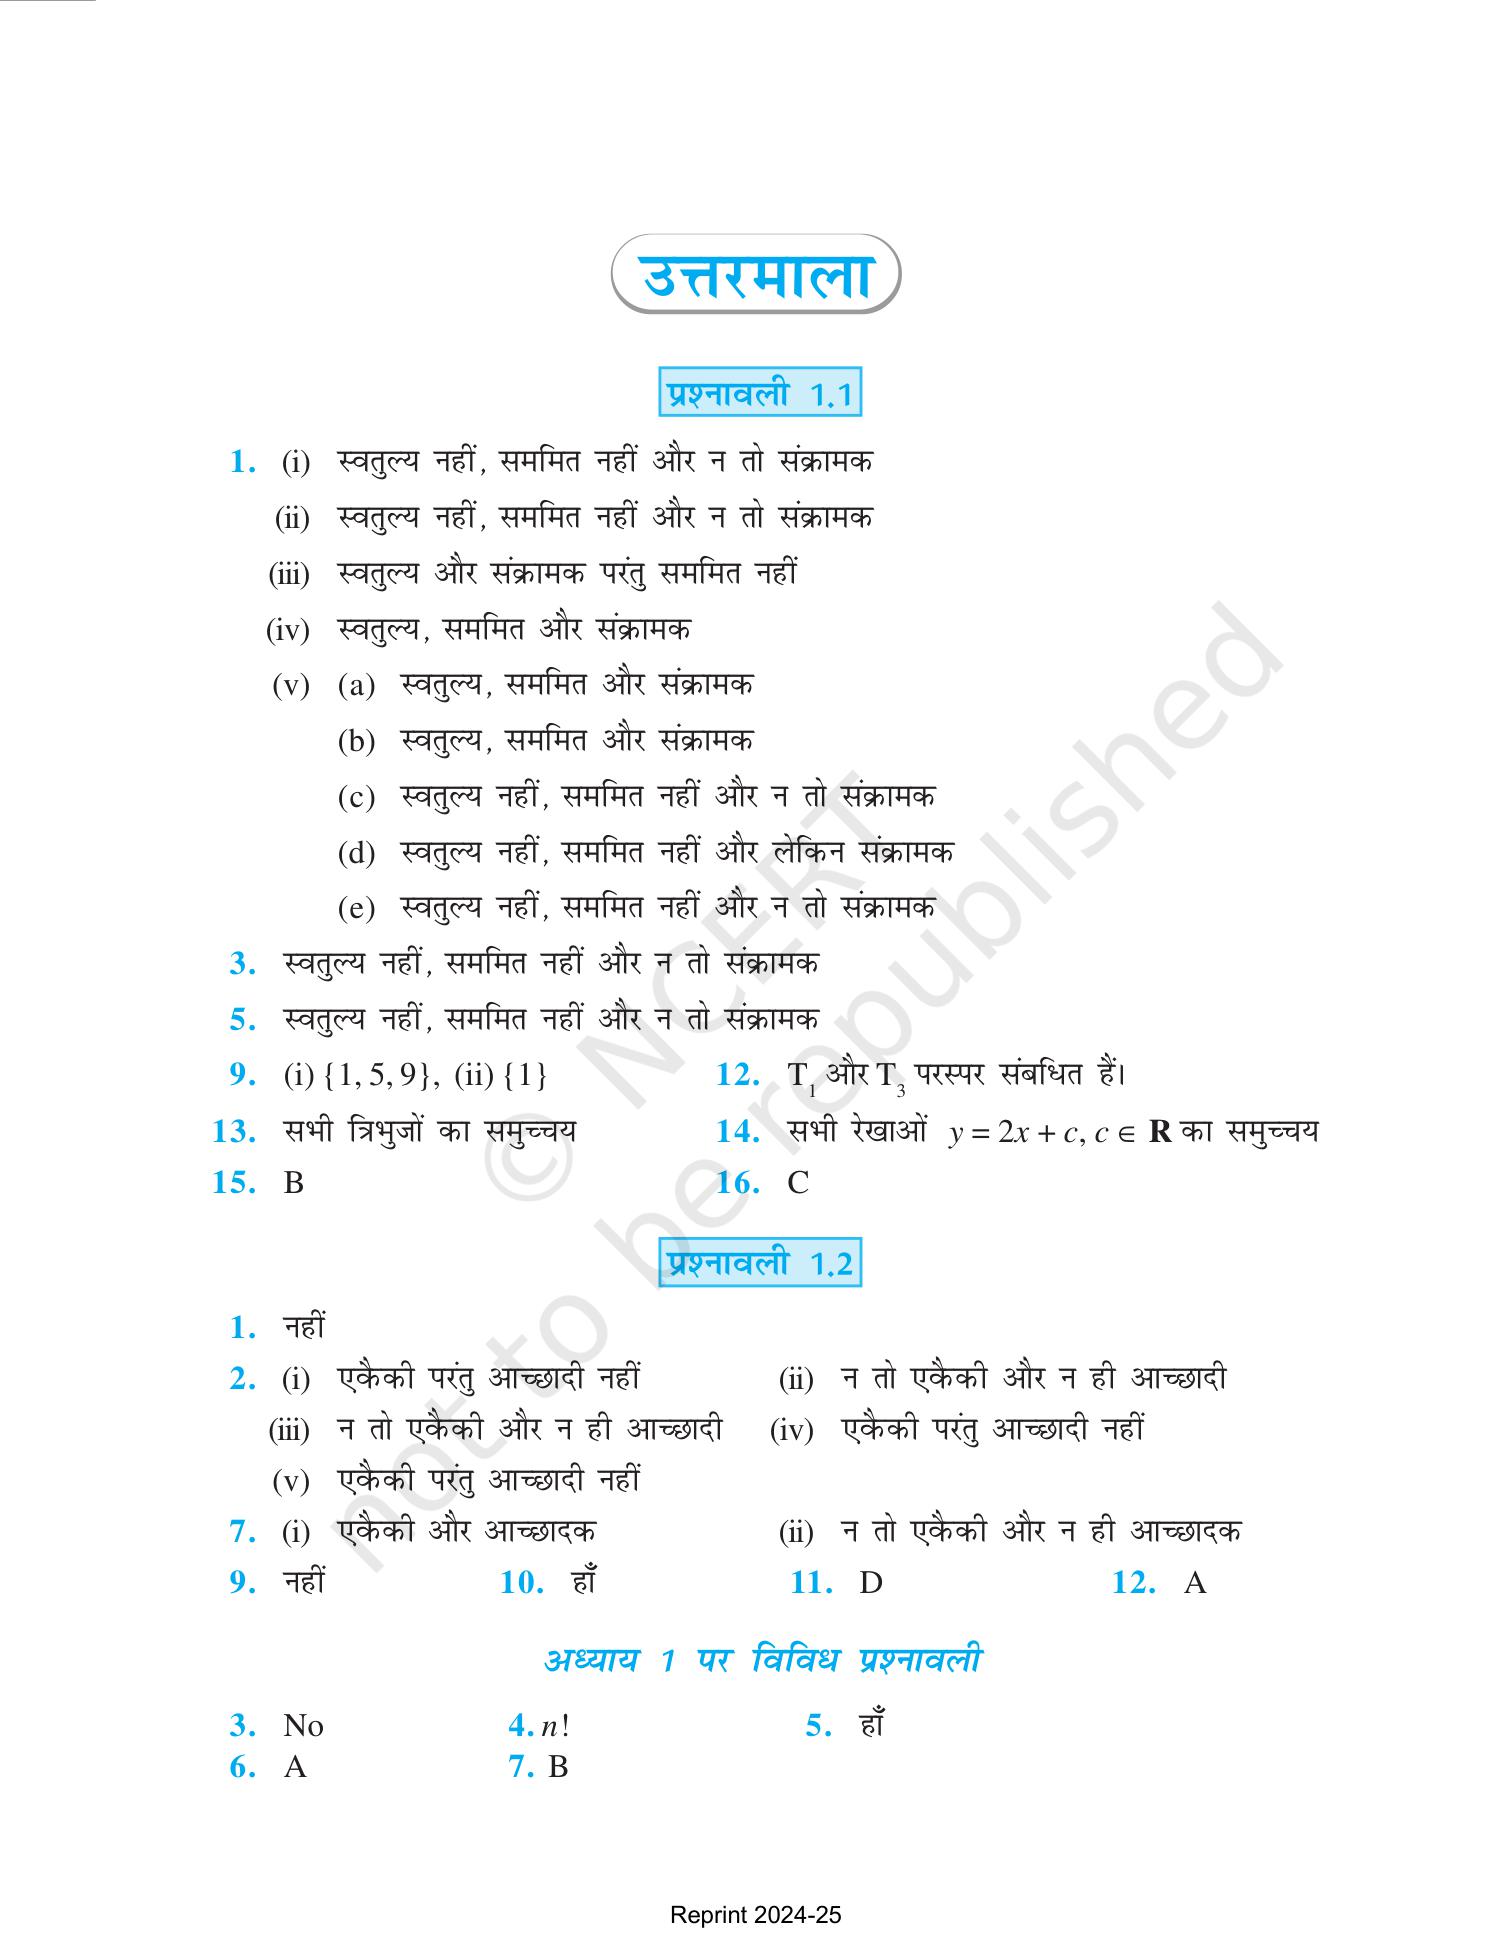 उत्तरमाला
प्रश्नावली 1.1
1. (i) स्वतुल्य नहीं, सममित नहीं और न तो संक्रामक
(ii) स्वतुल्य नहीं, सममित नहीं और न तो संक्रामक
(iii) स्वतुल्य और संक्रामक परंतु सममित नहीं
(iv) स्वतुल्य, सममित और संक्रामक
(v) (a) स्वतुल्य, सममित और संक्रामक
(b) स्वतुल्य, सममित और संक्रामक
(c) स्वतुल्य नहीं, सममित नहीं और न तो संक्रामक
(d) स्वतुल्य नहीं, सममित नहीं और लेकिन संक्रामक
(e) स्वतुल्य नहीं, सममित नहीं और न तो संक्रामक
3. स्वतुल्य नहीं, सममित नहीं और न तो संक्रामक
5. स्वतुल्य नहीं, सममित नहीं और न तो संक्रामक
9. (i) {1, 5, 9}, (ii) {1} 12. T₁ और T₃ परस्पर संबधित हैं।
13. सभी त्रिभुजों का समुच्चय 14. सभी रेखाओं y = 2x + c, c ∈ R का समुच्चय
15. B 16. C
प्रश्नावली 1.2
1. नहीं
2. (i) एकैकी परंतु आच्छादी नहीं (ii) न तो एकैकी और न ही आच्छादी
(iii) न तो एकैकी और न ही आच्छादी (iv) एकैकी परंतु आच्छादी नहीं
(v) एकैकी परंतु आच्छादी नहीं
7. (i) एकैकी और आच्छादक (ii) न तो एकैकी और न ही आच्छादक
9. नहीं 10. हाँ 11. D 12. A
अध्याय 1 पर विविध प्रश्नावली
3. No 4. n! 5. हाँ
6. A 7. B
© NCERT
not to be republished
Reprint 2024-25